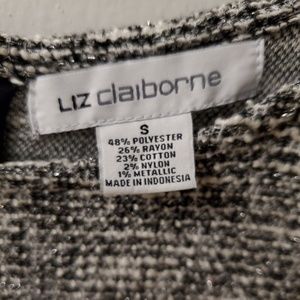 LIZ claiborne
S
48% POLYESTER
26% RAYON
23% COTTON
2% NYLON
1% METALLIC
MADE IN INDONESIA